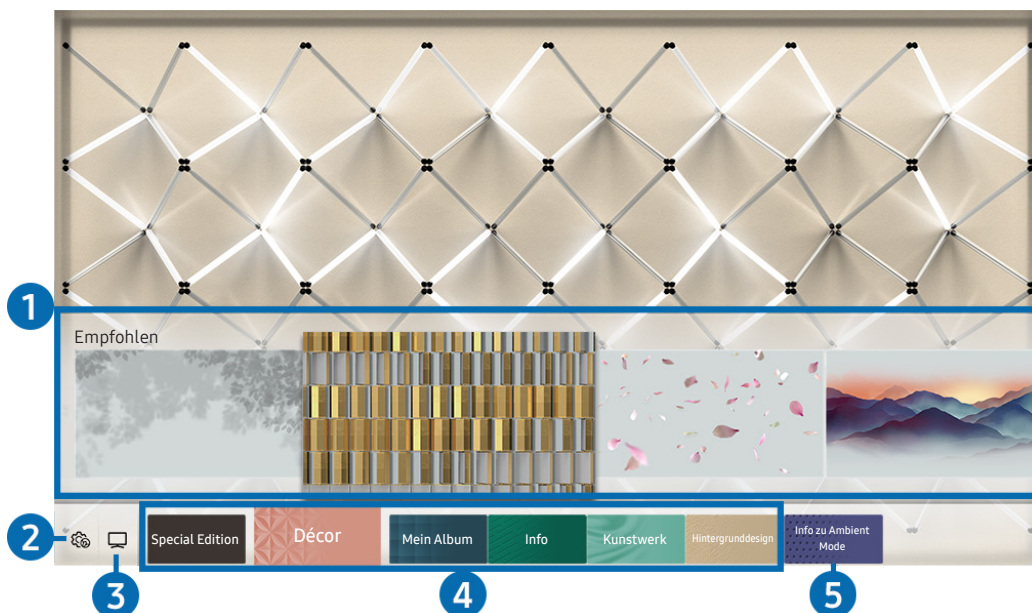 1
Empfohlen
2
Special Edition
Décor
Mein Album
Info
Kunstwerk
Hintergrunddesign
Info zu Ambient
Mode
3
4
5